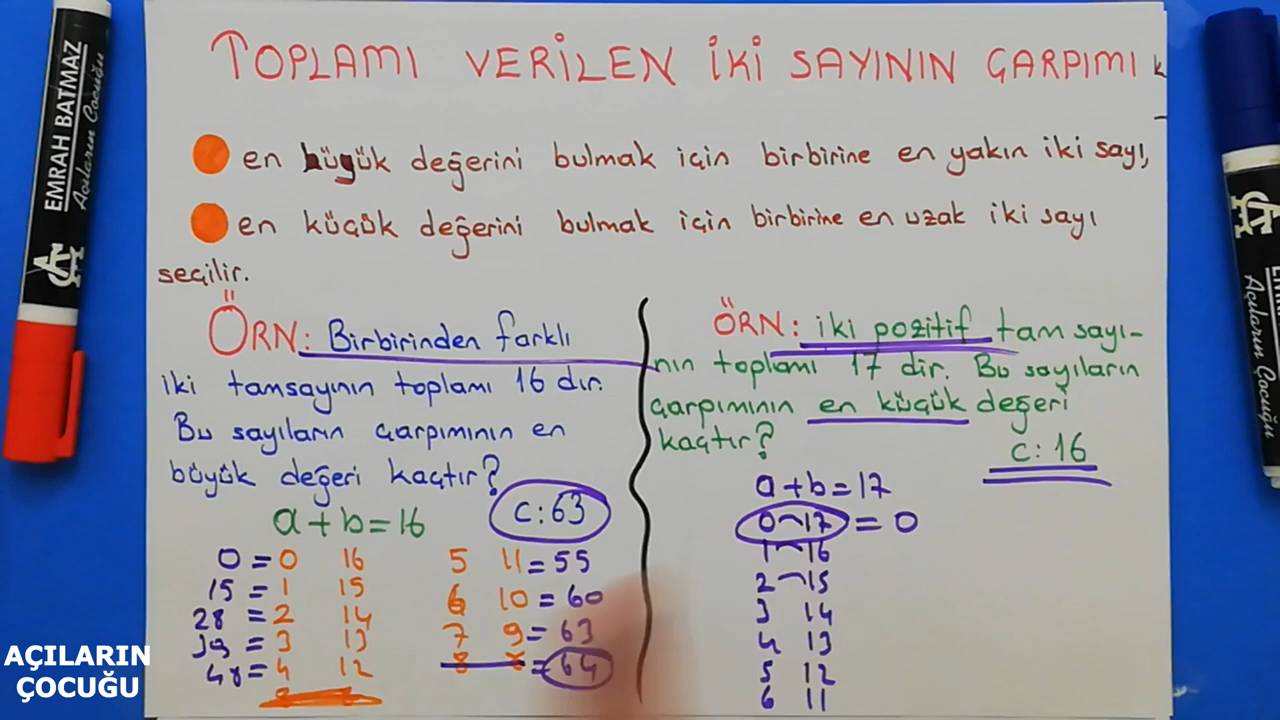 TOPLAMI VERİLEN İKİ SAYININ ÇARPIMI
en büyük değerini bulmak için birbirine en yakın iki sayı,
en küçük değerini bulmak için birbirine en uzak iki sayı
seçilir.
ÖRN: Birbirinden farklı
iki tamsayının toplamı 16 dır.
Bu sayıların çarpımının en
büyük değeri kaçtır?
a+b=16
C:63
0=0 16
15=1 15
28=2 14
39=3 13
48=4 12
5 11=55
6 10=60
7 9=63
8 8=64
ÖRN: iki pozitif tam sayı-
nın toplamı 17 dir. Bu sayıların
çarpımının en küçük değeri
kaçtır?
C:16
a+b=17
0 17=0
1 16
2 15
3 14
4 13
5 12
6 11
EMRAH BATMAZ
Açıların Çocuğu
Açıların Çocuğu
AÇILARIN
ÇOCUĞU